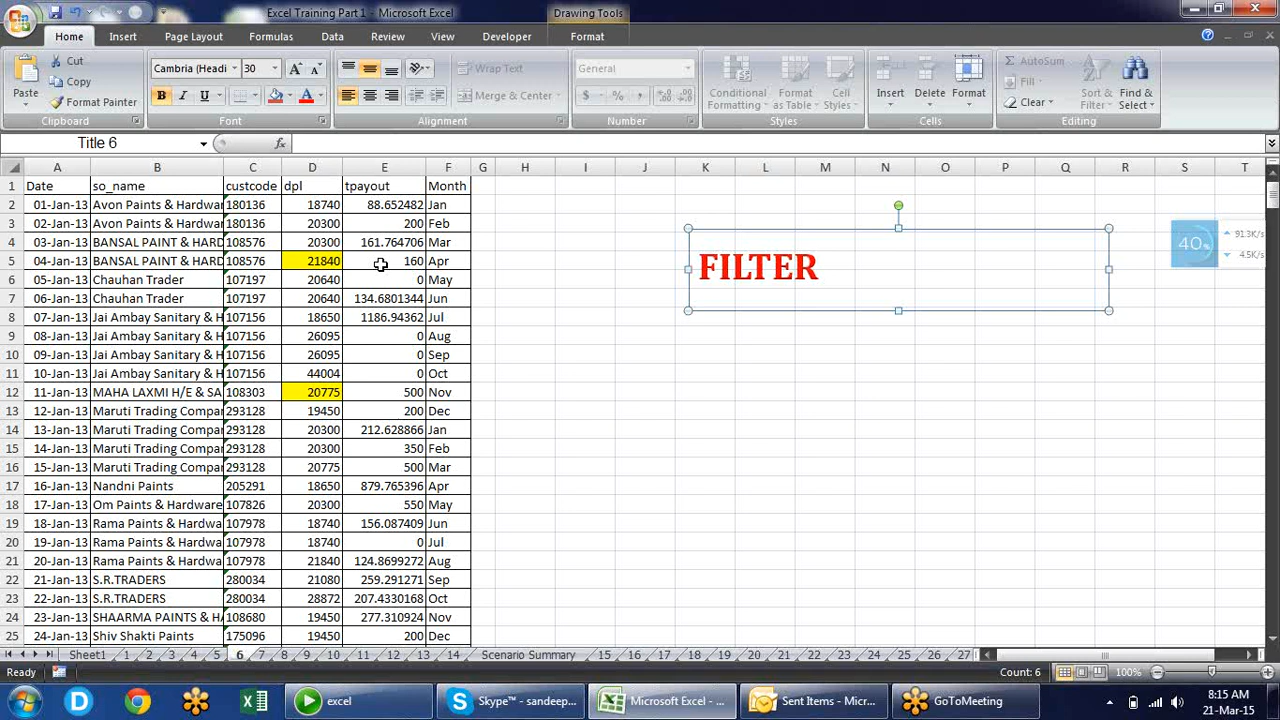 Excel Training Part 1 - Microsoft Excel
Drawing Tools
Home Insert Page Layout Formulas Data Review View Developer Format
Paste
Cut
Copy
Format Painter
Clipboard
Cambria (Headi 30
B I U
Font
Wrap Text
Merge & Center
Alignment
General
$ % ,
Number
Conditional Formatting
Format as Table
Cell Styles
Styles
Insert Delete Format
Cells
AutoSum
Fill
Clear
Sort & Filter
Find & Select
Editing
Title 6 fx
A B C D E F G H I J K L M N O P Q R S T
1 Date so_name custcode dpl tpayout Month
2 01-Jan-13 Avon Paints & Hardwar 180136 18740 88.652482 Jan
3 02-Jan-13 Avon Paints & Hardwar 180136 20300 200 Feb
4 03-Jan-13 BANSAL PAINT & HARD 108576 20300 161.764706 Mar
5 04-Jan-13 BANSAL PAINT & HARD 108576 21840 160 Apr
6 05-Jan-13 Chauhan Trader 107197 20640 0 May
7 06-Jan-13 Chauhan Trader 107197 20640 134.6801344 Jun
8 07-Jan-13 Jai Ambay Sanitary & H 107156 18650 1186.94362 Jul
9 08-Jan-13 Jai Ambay Sanitary & H 107156 26095 0 Aug
10 09-Jan-13 Jai Ambay Sanitary & H 107156 26095 0 Sep
11 10-Jan-13 Jai Ambay Sanitary & H 107156 44004 0 Oct
12 11-Jan-13 MAHA LAXMI H/E & SA 108303 20775 500 Nov
13 12-Jan-13 Maruti Trading Compar 293128 19450 200 Dec
14 13-Jan-13 Maruti Trading Compar 293128 20300 212.628866 Jan
15 14-Jan-13 Maruti Trading Compar 293128 20300 350 Feb
16 15-Jan-13 Maruti Trading Compar 293128 20775 500 Mar
17 16-Jan-13 Nandni Paints 205291 18650 879.765396 Apr
18 17-Jan-13 Om Paints & Hardware 107826 20300 550 May
19 18-Jan-13 Rama Paints & Hardwa 107978 18740 156.087409 Jun
20 19-Jan-13 Rama Paints & Hardwa 107978 18740 0 Jul
21 20-Jan-13 Rama Paints & Hardwa 107978 21840 124.8699272 Aug
22 21-Jan-13 S.R.TRADERS 280034 21080 259.291271 Sep
23 22-Jan-13 S.R.TRADERS 280034 28872 207.4330168 Oct
24 23-Jan-13 SHAARMA PAINTS & HA 108680 19450 277.310924 Nov
25 24-Jan-13 Shiv Shakti Paints 175096 19450 200 Dec
FILTER
40%
91.3K/s
4.5K/s
Sheet1 1 2 3 4 5 6 7 8 9 10 11 12 13 14 Scenario Summary 15 16 17 18 19 20 21 22 23 24 25 26 27
Ready Count: 6 100%
excel
Skype™ - sandeep...
Microsoft Excel - ...
Sent Items - Micr...
GoToMeeting
8:15 AM
21-Mar-15